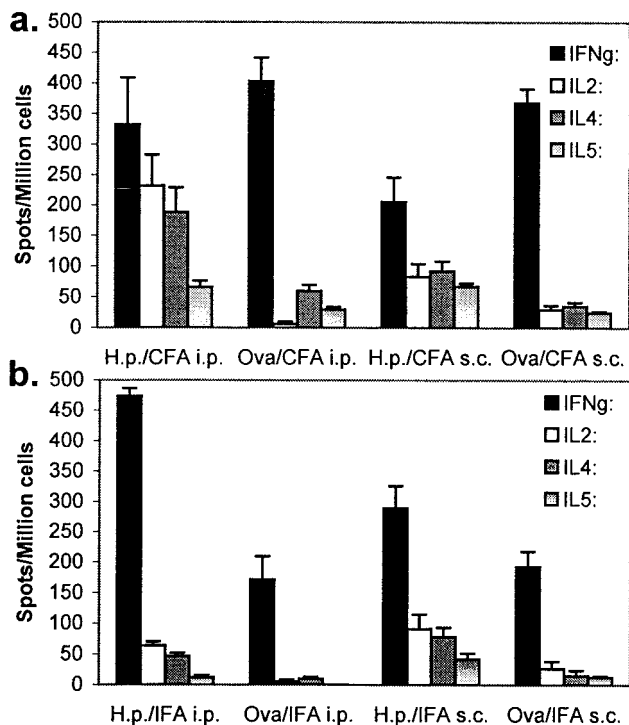 a.
500
450
400
350
300
250
200
150
100
50
0
Spots/Million cells
IFNg:
IL2:
IL4:
IL5:
H.p./CFA i.p. Ova/CFA i.p. H.p./CFA s.c. Ova/CFA s.c.
b.
500
450
400
350
300
250
200
150
100
50
0
Spots/Million cells
IFNg:
IL2:
IL4:
IL5:
H.p./IFA i.p. Ova/IFA i.p. H.p./IFA s.c. Ova/IFA s.c.